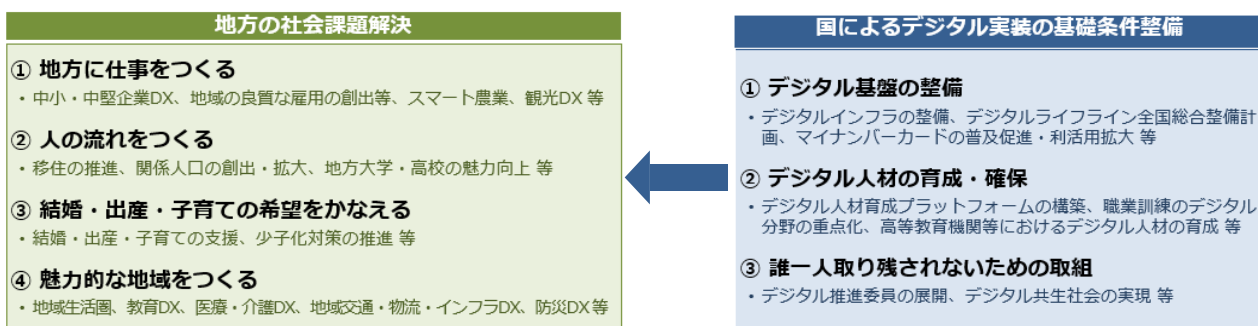 地方の社会課題解決
① 地方に仕事をつくる
・中小・中堅企業DX、地域の良質な雇用の創出等、スマート農業、観光DX 等
② 人の流れをつくる
・移住の推進、関係人口の創出・拡大、地方大学・高校の魅力向上 等
③ 結婚・出産・子育ての希望をかなえる
・結婚・出産・子育ての支援、少子化対策の推進 等
④ 魅力的な地域をつくる
・地域生活圏、教育DX、医療・介護DX、地域交通・物流・インフラDX、防災DX 等
国によるデジタル実装の基礎条件整備
① デジタル基盤の整備
・デジタルインフラの整備、デジタルライフライン全国総合整備計
画、マイナンバーカードの普及促進・利活用拡大 等
② デジタル人材の育成・確保
・デジタル人材育成プラットフォームの構築、職業訓練のデジタル
分野の重点化、高等教育機関等におけるデジタル人材の育成 等
③ 誰一人取り残されないための取組
・デジタル推進委員の展開、デジタル共生社会の実現 等